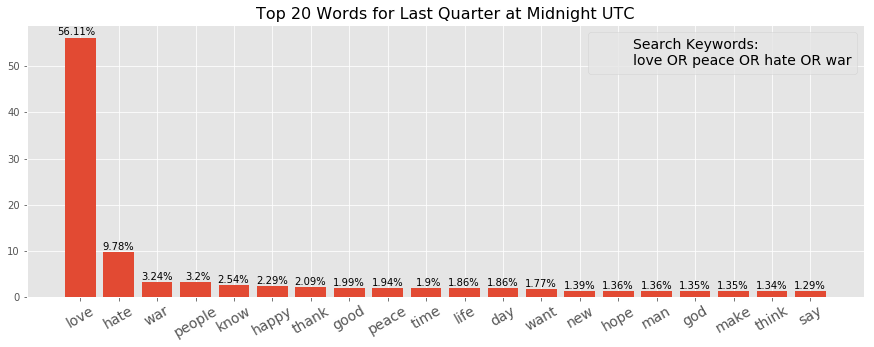 Top 20 Words for Last Quarter at Midnight UTC
Search Keywords:
love OR peace OR hate OR war
50
40
30
20
10
0
56.11%
9.78%
3.24%
3.2%
2.54%
2.29%
2.09%
1.99%
1.94%
1.9%
1.86%
1.86%
1.77%
1.39%
1.36%
1.36%
1.35%
1.35%
1.34%
1.29%
love
hate
war
people
know
happy
thank
good
peace
time
life
day
want
new
hope
man
god
make
think
say